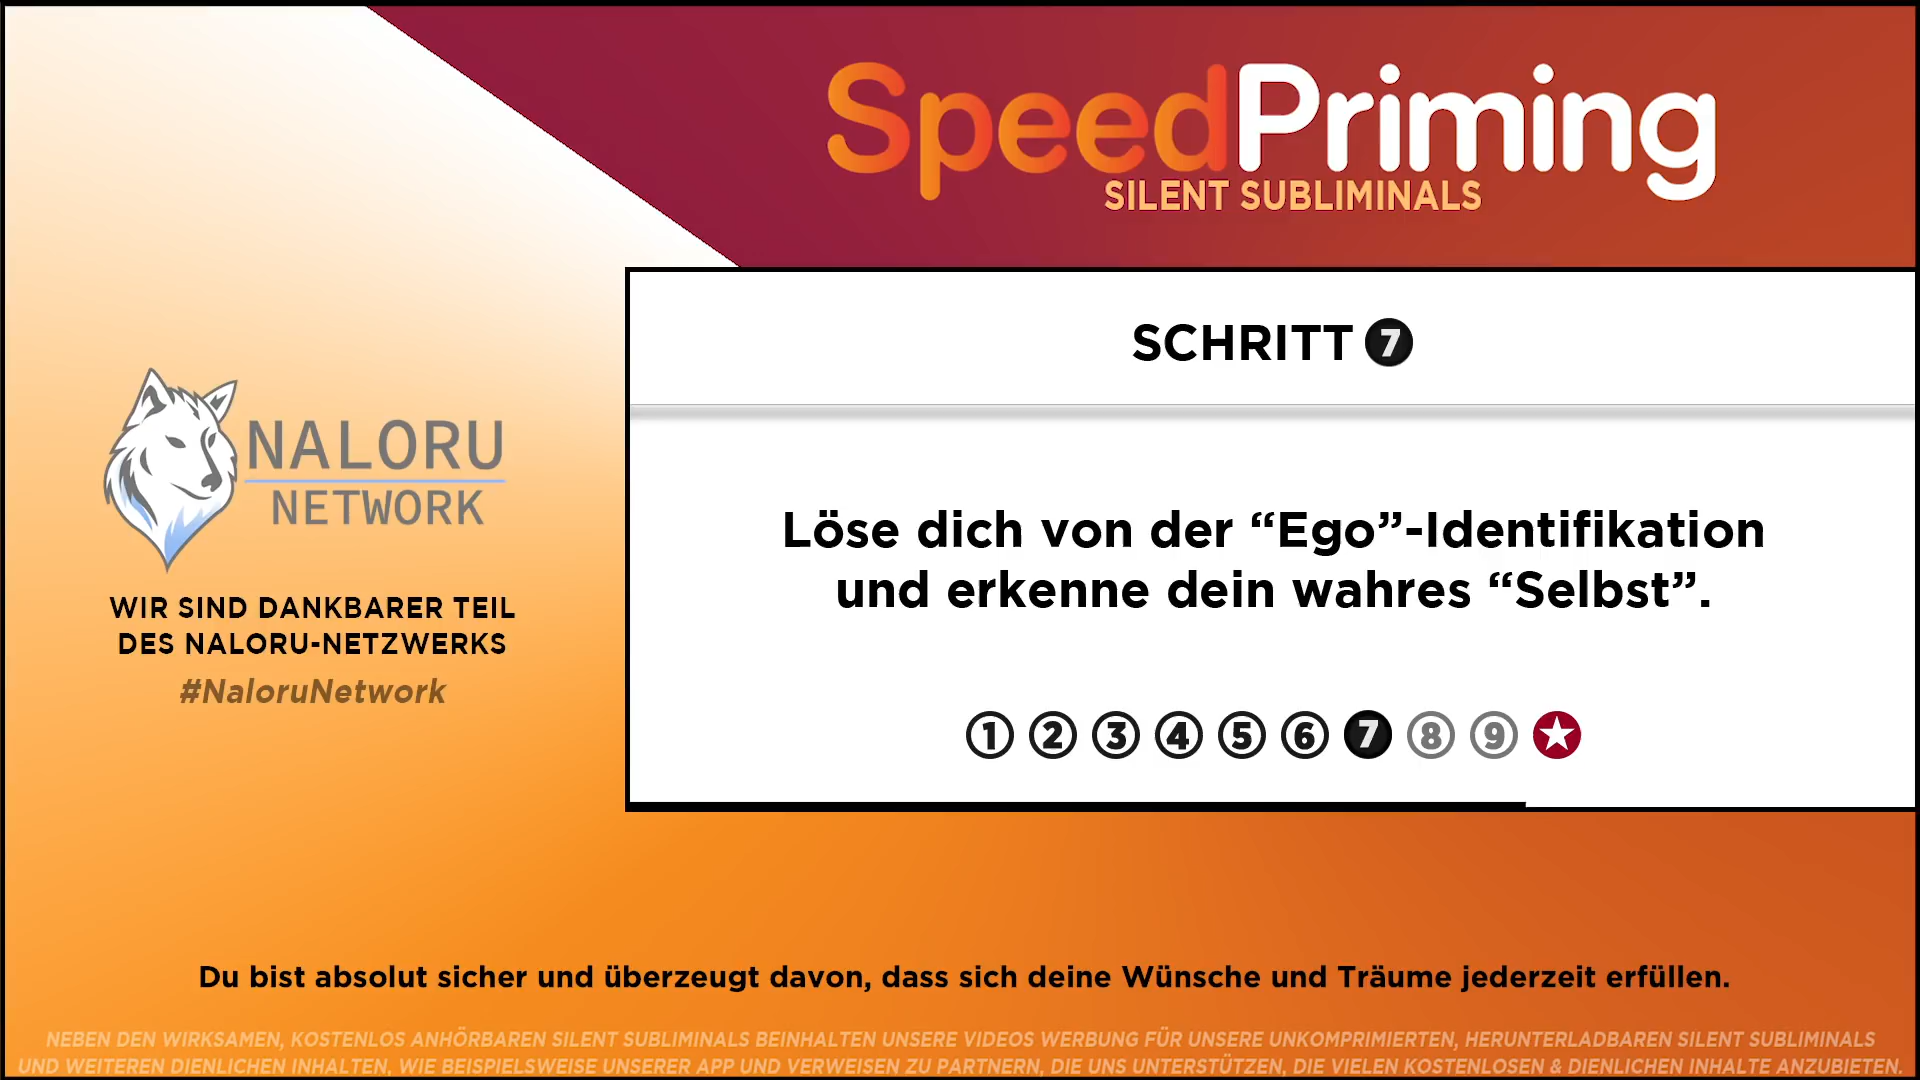 SpeedPriming
SILENT SUBLIMINALS
SCHRITT 7
NALORU
NETWORK
WIR SIND DANKBARER TEIL
DES NALORU-NETZWERKS
#NaloruNetwork
Löse dich von der “Ego”-Identifikation
und erkenne dein wahres “Selbst”.
1 2 3 4 5 6 7 8 9
Du bist absolut sicher und überzeugt davon, dass sich deine Wünsche und Träume jederzeit erfüllen.
NEBEN DEN WIRKSAMEN, KOSTENLOS ANHÖRBAREN SILENT SUBLIMINALS BEINHALTEN UNSERE VIDEOS WERBUNG FÜR UNSERE UNKOMPRIMIERTEN, HERUNTERLADBAREN SILENT SUBLIMINALS
UND WEITEREN DIENLICHEN INHALTEN, WIE BEISPIELSWEISE UNSERER APP UND VERWEISEN ZU PARTNERN, DIE UNS UNTERSTÜTZEN, DIE VIELEN KOSTENLOSEN & DIENLICHEN INHALTE ANZUBIETEN.